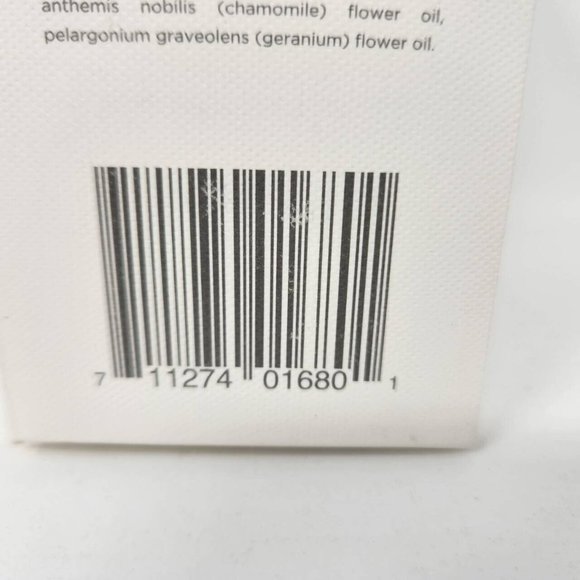 anthemis nobilis (chamomile) flower oil,
pelargonium graveolens (geranium) flower oil.
7 11274 01680 1